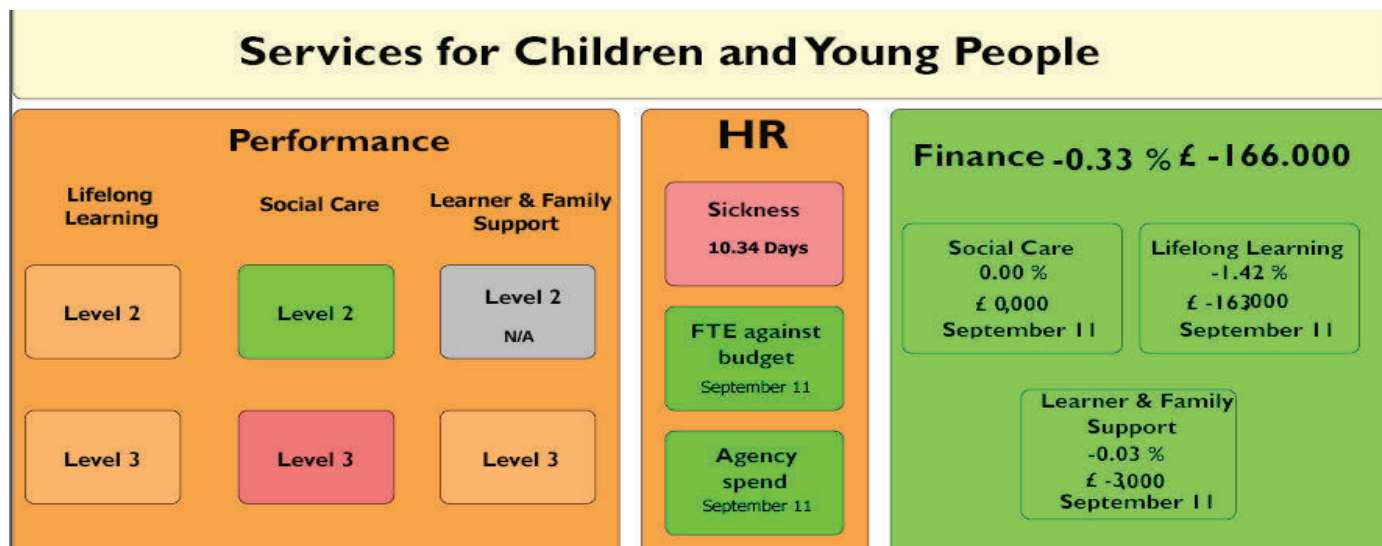 Services for Children and Young People
Performance
Lifelong
Learning
Social Care
Learner & Family
Support
Level 2
Level 2
Level 2
N/A
Level 3
Level 3
Level 3
HR
Sickness
10.34 Days
FTE against
budget
September 11
Agency
spend
September 11
Finance -0.33 % £ -166.000
Social Care
0.00 %
£ 0,000
September 11
Lifelong Learning
-1.42 %
£ -163000
September 11
Learner & Family
Support
-0.03 %
£ -3,000
September 11